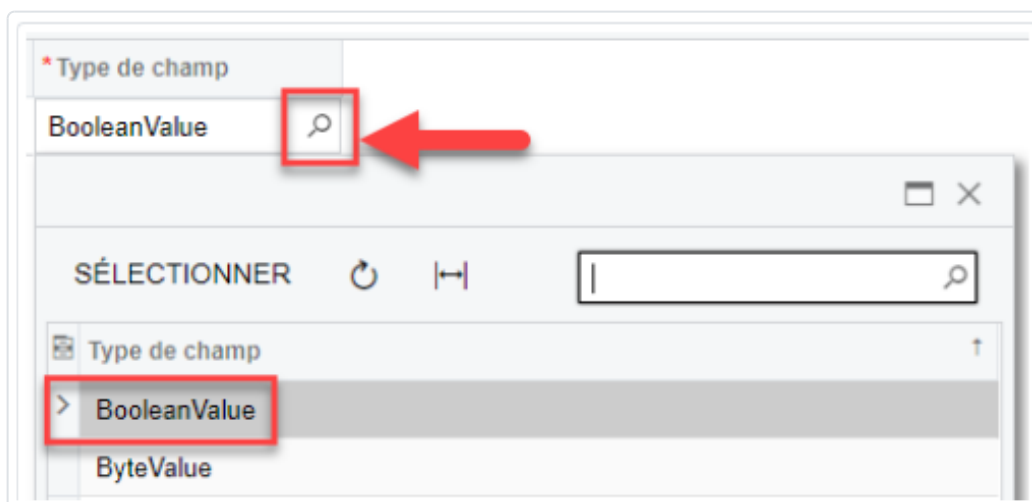 * Type de champ
BooleanValue
SÉLECTIONNER
Type de champ
BooleanValue
ByteValue